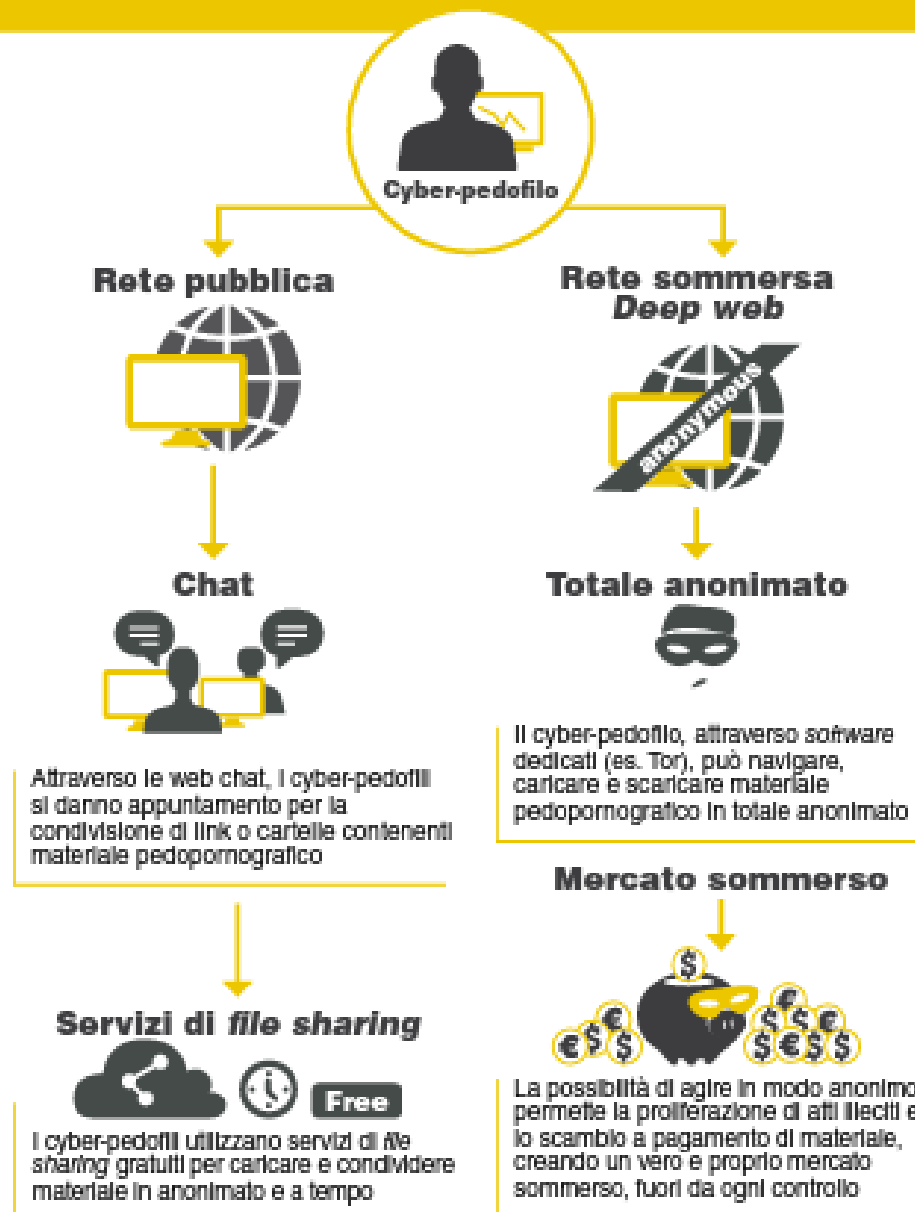 Cyber-pedofilo
Rete pubblica
Chat
Attraverso le web chat, i cyber-pedofili
si danno appuntamento per la
condivisione di link o cartelle contenenti
materiale pedopornografico
Servizi di file sharing
Free
I cyber-pedofili utilizzano servizi di file
sharing gratuiti per caricare e condividere
materiale in anonimato e a tempo
Rete sommersa
Deep web
anonymous
Totale anonimato
Il cyber-pedofilo, attraverso software
dedicati (es. Tor), può navigare,
caricare e scaricare materiale
pedopornografico in totale anonimato
Mercato sommerso
$
€ $ € $
€ $ $ € $ € $ $
La possibilità di agire in modo anonimo
permette la proliferazione di atti illeciti e
lo scambio a pagamento di materiale,
creando un vero e proprio mercato
sommerso, fuori da ogni controllo